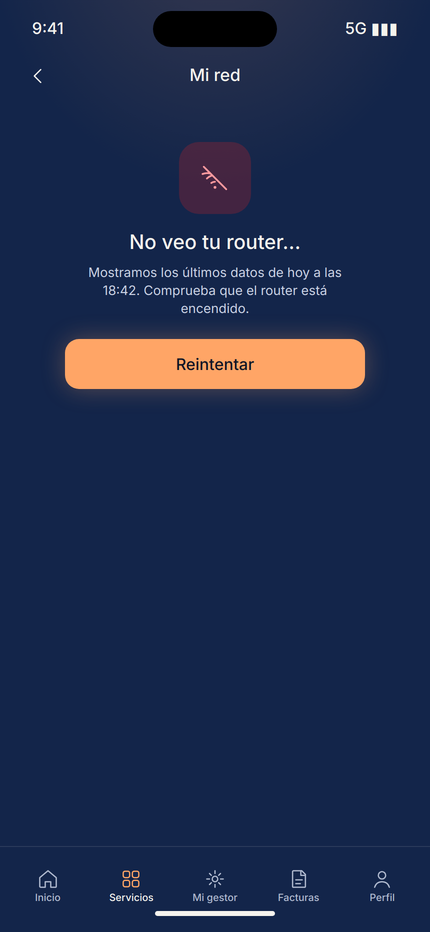 9:41
5G
Mi red
No veo tu router...
Mostramos los últimos datos de hoy a las
18:42. Comprueba que el router está
encendido.
Reintentar
Inicio
Servicios
Mi gestor
Facturas
Perfil